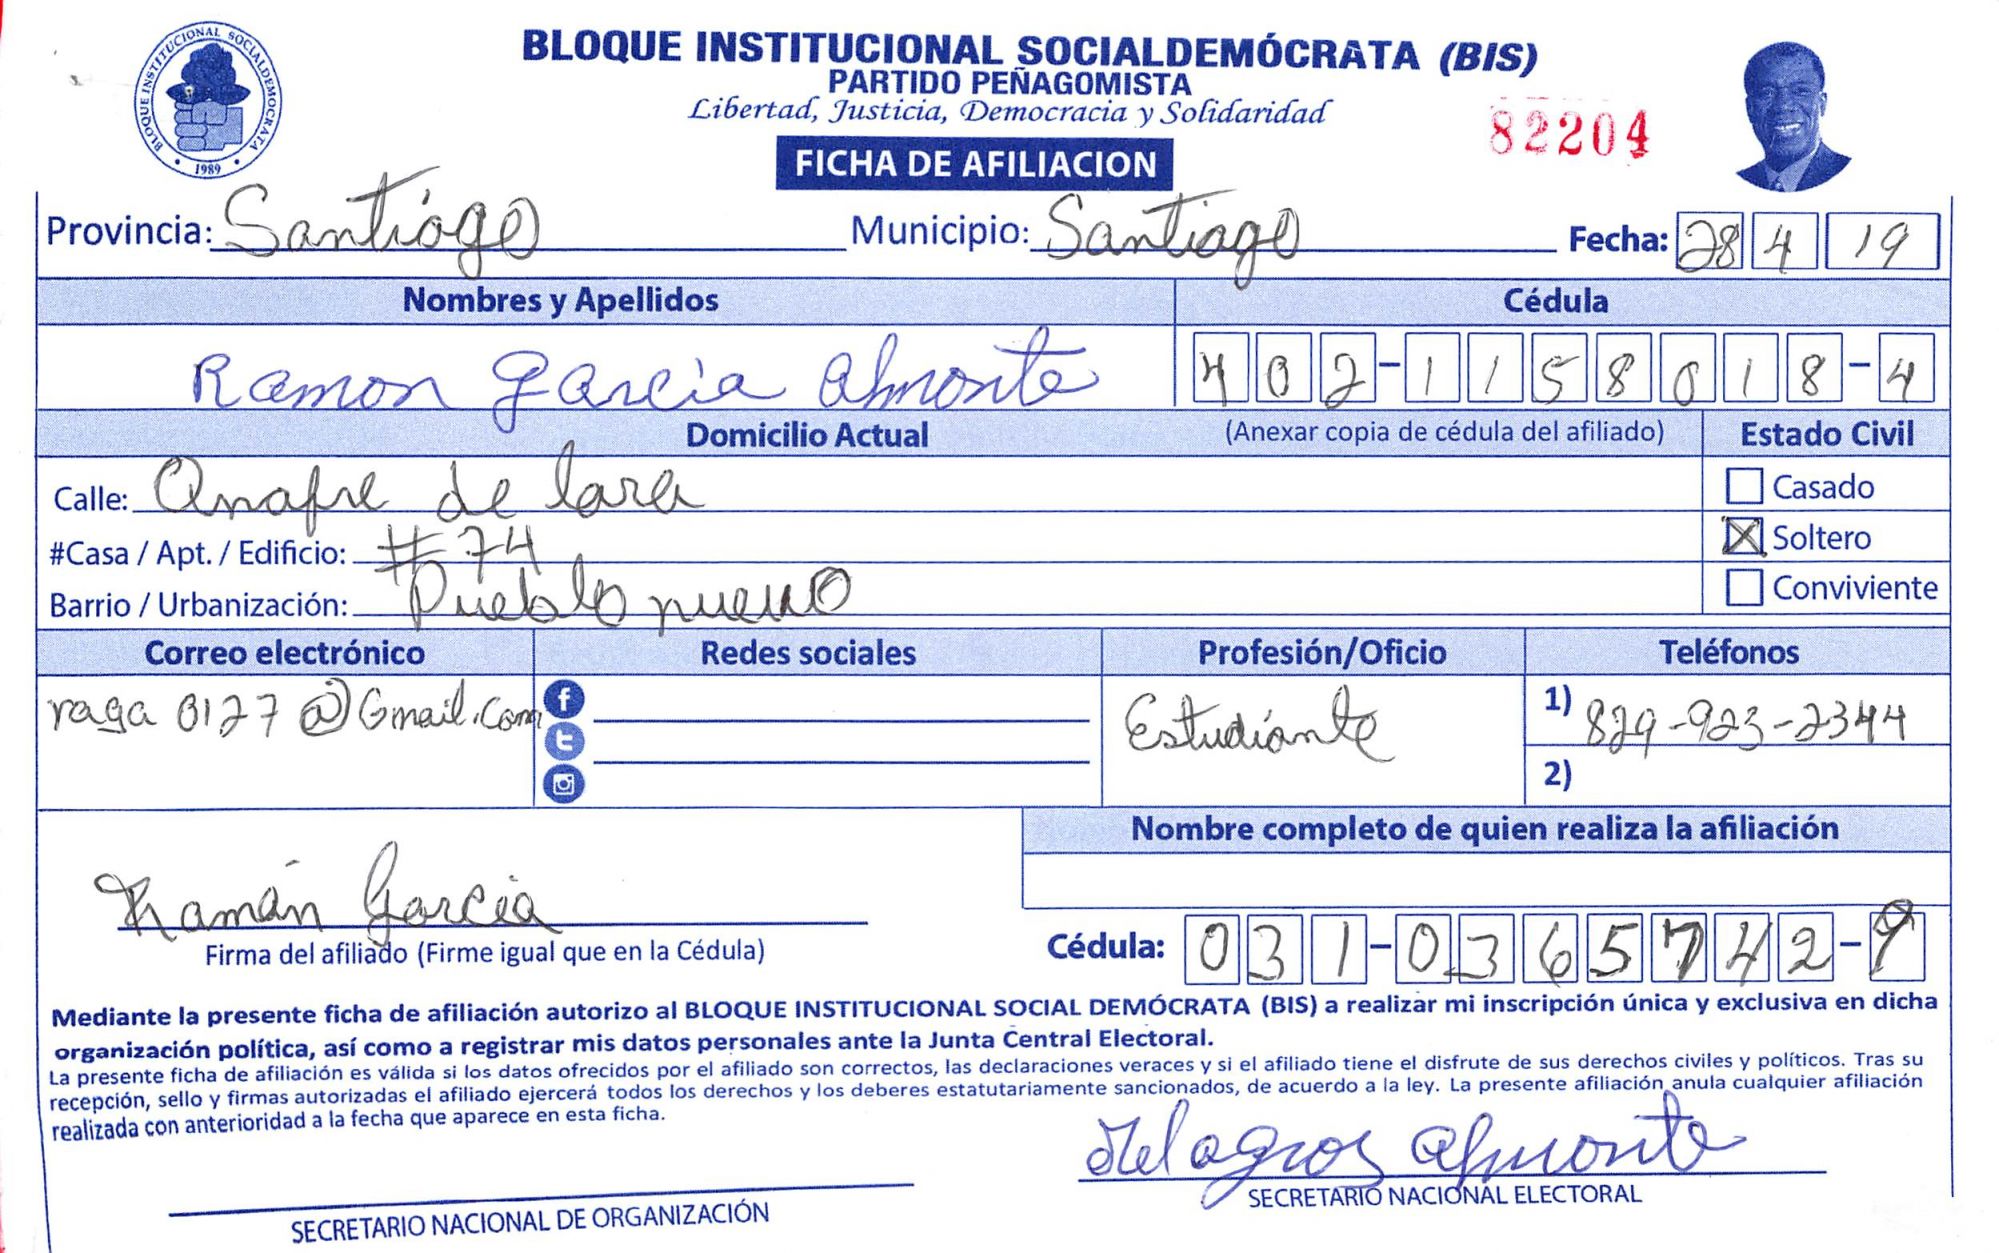 BLOQUE INSTITUCIONAL SOCIALDEMÓCRATA (BIS)
PARTIDO PEÑAGOMISTA
Libertad, Justicia, Democracia y Solidaridad
82204
FICHA DE AFILIACION
BLOQUE INSTITUCIONAL SOCIALDEMOCRATA
1989
Provincia: Santiago Municipio: Santiago Fecha: 28 4 19
Nombres y Apellidos Cédula
Ramon Garcia Almonte 402-1158018-4
Domicilio Actual (Anexar copia de cédula del afiliado) Estado Civil
Calle: Onafre de lara
Casado
#Casa / Apt. / Edificio: #74
X Soltero
Barrio / Urbanización: Pueblo nuevo
Conviviente
Correo electrónico Redes sociales Profesión/Oficio Teléfonos
raga 0127@Gmail.com Estudiante 1) 829-923-2344
2)
Nombre completo de quien realiza la afiliación
Ramán García
Firma del afiliado (Firme igual que en la Cédula)
Cédula: 031-0365742-9
Mediante la presente ficha de afiliación autorizo al BLOQUE INSTITUCIONAL SOCIAL DEMÓCRATA (BIS) a realizar mi inscripción única y exclusiva en dicha
organización política, así como a registrar mis datos personales ante la Junta Central Electoral.
La presente ficha de afiliación es válida si los datos ofrecidos por el afiliado son correctos, las declaraciones veraces y si el afiliado tiene el disfrute de sus derechos civiles y políticos. Tras su
recepción, sello y firmas autorizadas el afiliado ejercerá todos los derechos y los deberes estatutariamente sancionados, de acuerdo a la ley. La presente afiliación anula cualquier afiliación
realizada con anterioridad a la fecha que aparece en esta ficha.
Milagros Almonte
SECRETARIO NACIONAL DE ORGANIZACIÓN
SECRETARIO NACIONAL ELECTORAL